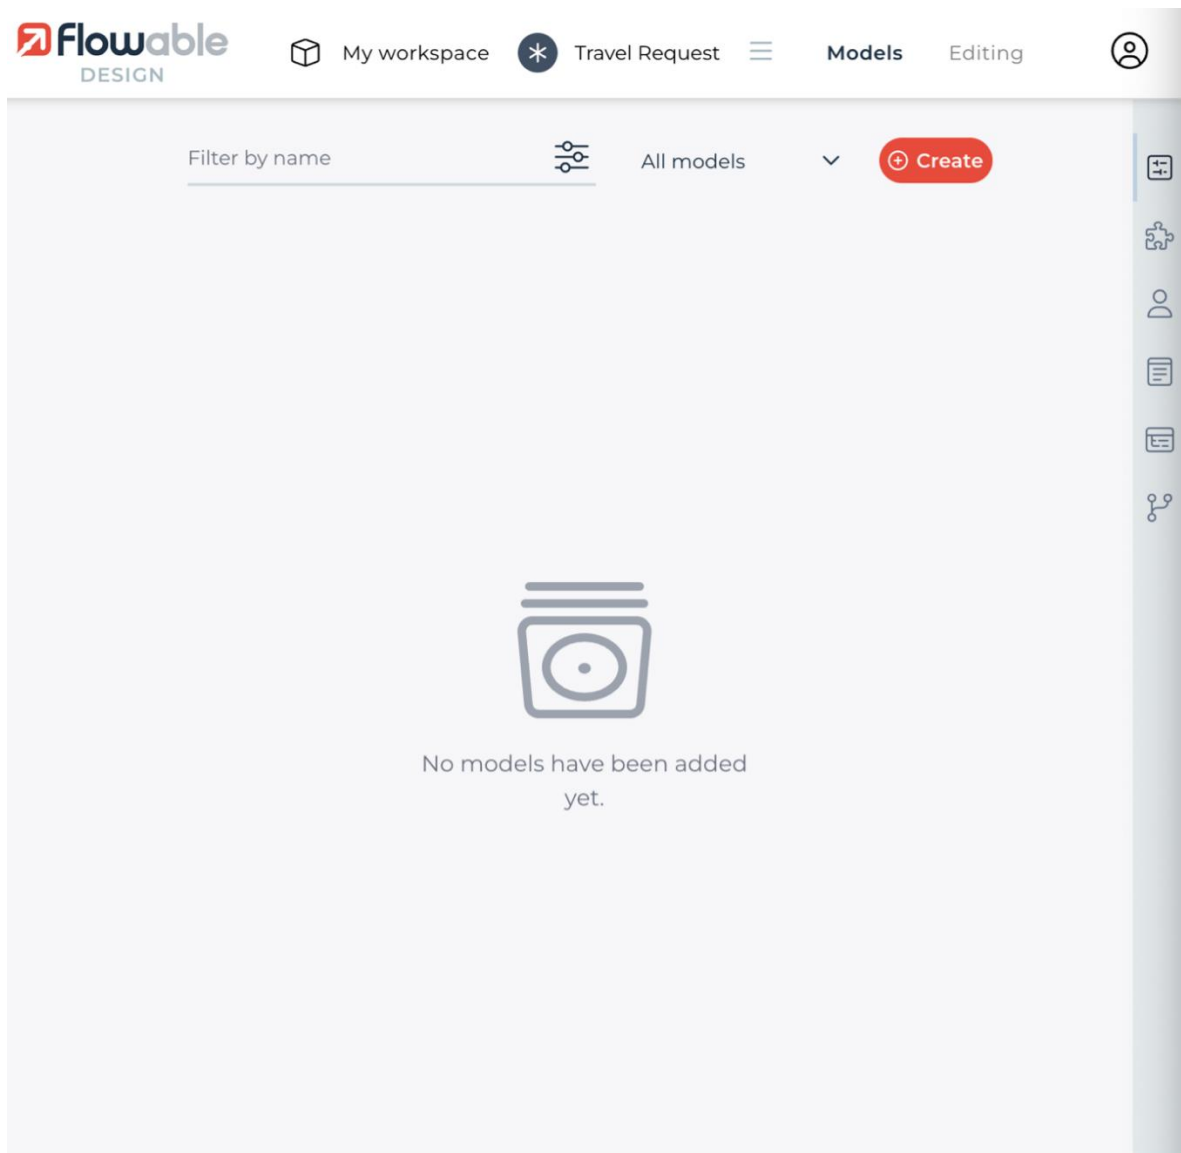 flowable
DESIGN
My workspace
Travel Request
Models
Editing
Filter by name
All models
Create
No models have been added
yet.